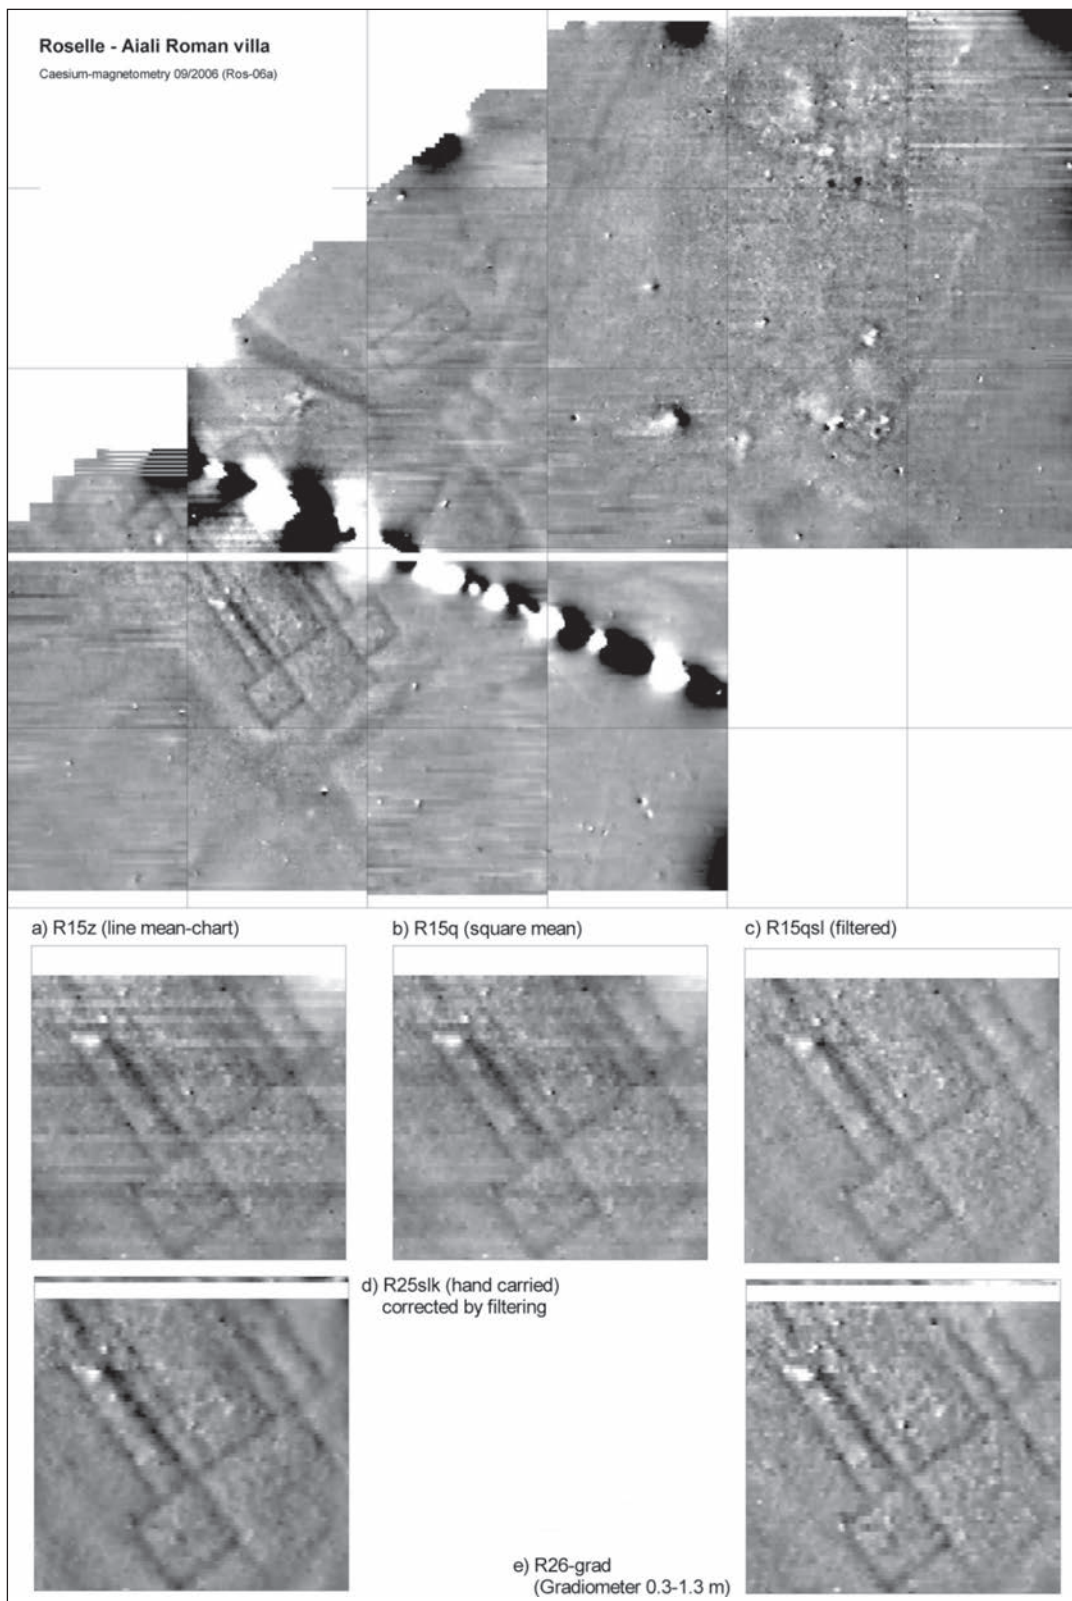 Roselle - Aiali Roman villa
Caesium-magnetometry 09/2006 (Ros-06a)
a) R15z (line mean-chart)
b) R15q (square mean)
c) R15qsl (filtered)
d) R25slk (hand carried)
corrected by filtering
e) R26-grad
(Gradiometer 0.3-1.3 m)